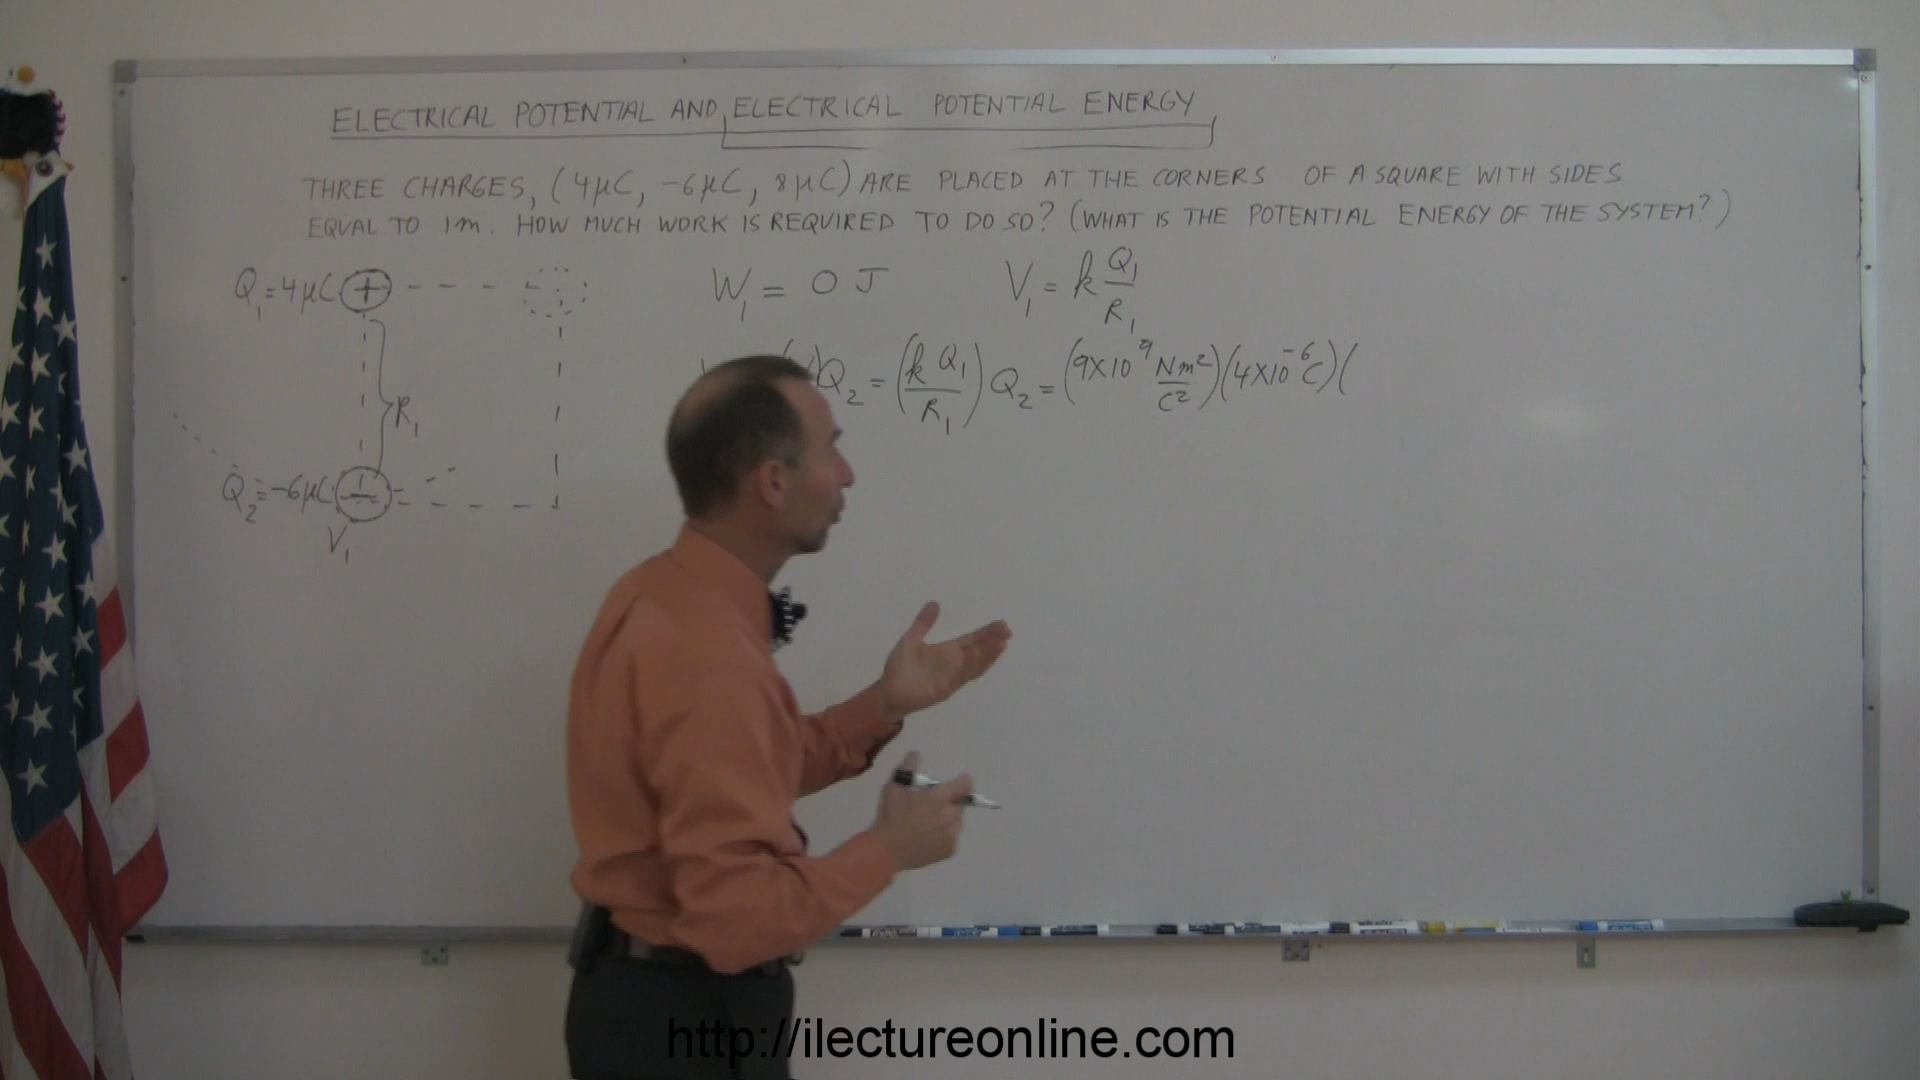 ELECTRICAL POTENTIAL AND ELECTRICAL POTENTIAL ENERGY
THREE CHARGES, (4μC, -6μC, 8μC) ARE PLACED AT THE CORNERS OF A SQUARE WITH SIDES
EQUAL TO 1m. HOW MUCH WORK IS REQUIRED TO DO SO? (WHAT IS THE POTENTIAL ENERGY OF THE SYSTEM?)
Q₁=4μC +
W₁ = 0 J
V₁ = k Q₁/R₁
Q₂ = (k Q₁/R₁) Q₂ = (9X10⁹ Nm²/C²)(4X10⁻⁶C)(
R₁
Q₂=-6μC −
V₁
http://ilectureonline.com